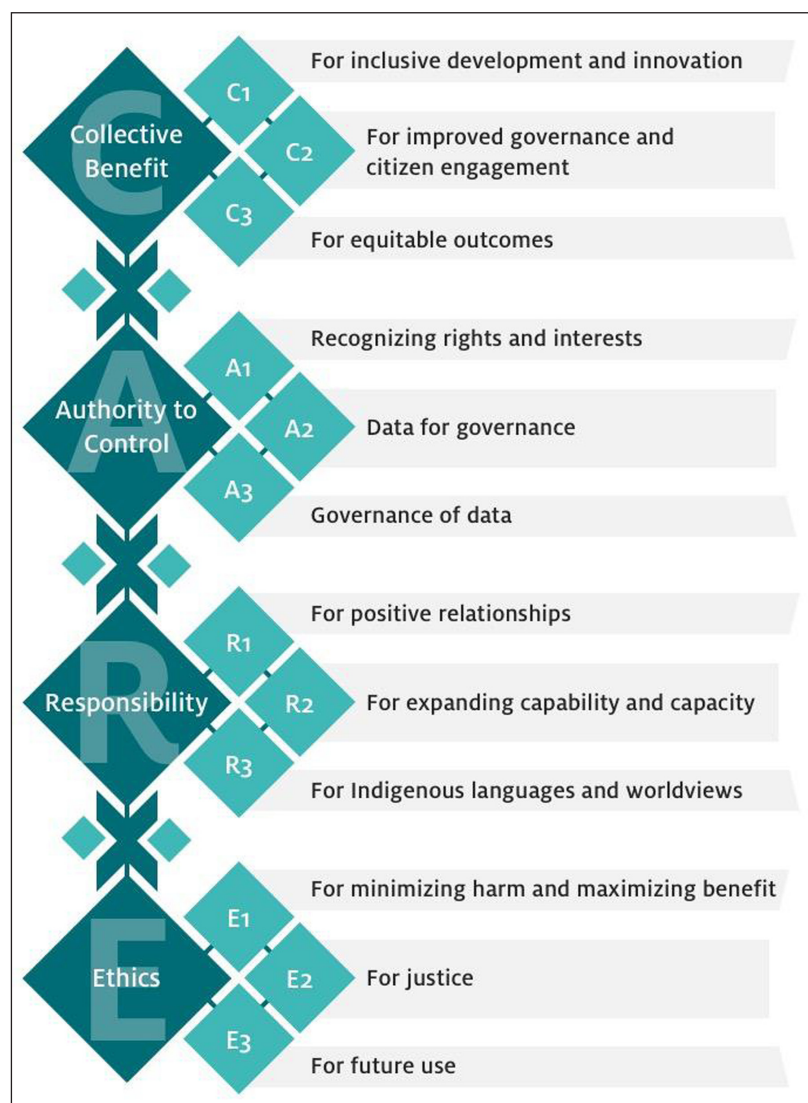 C
Collective
Benefit
C1
For inclusive development and innovation
C2
For improved governance and
citizen engagement
C3
For equitable outcomes
A
Authority to
Control
A1
Recognizing rights and interests
A2
Data for governance
A3
Governance of data
R
Responsibility
R1
For positive relationships
R2
For expanding capability and capacity
R3
For Indigenous languages and worldviews
E
Ethics
E1
For minimizing harm and maximizing benefit
E2
For justice
E3
For future use